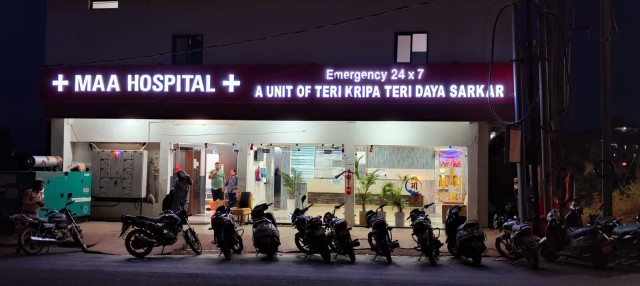 + MAA HOSPITAL +
Emergency 24 x 7
A UNIT OF TERI KRIPA TERI DAYA SARKAR
माँ